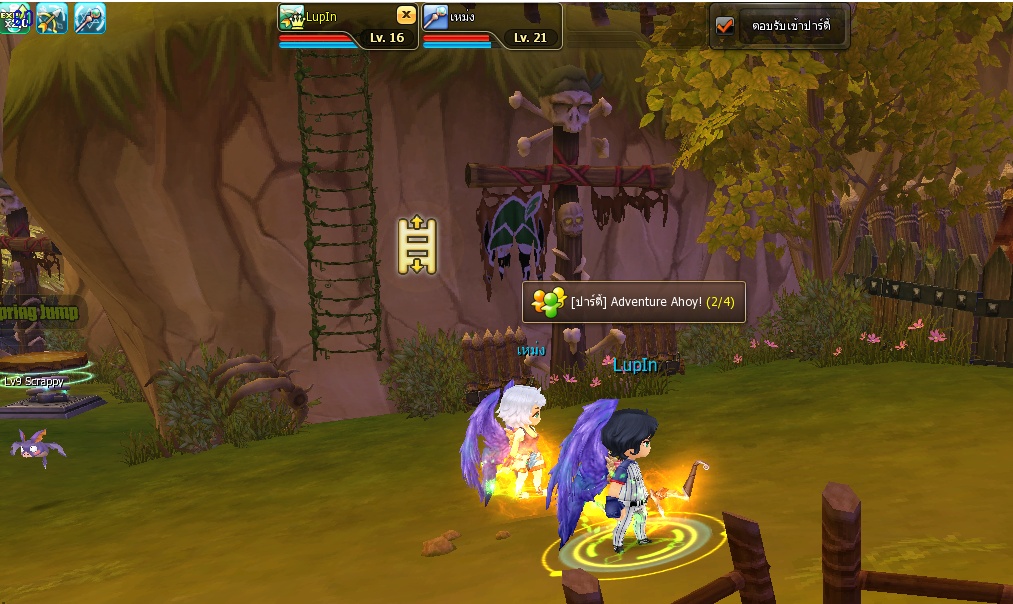 EXP
x20
LupIn
Lv. 16
เหม่ง
Lv. 21
ตอบรับเข้าปาร์ตี้
[ปาร์ตี้] Adventure Ahoy! (2/4)
เหม่ง
LupIn
pring Jump
Lv9 Scrappy